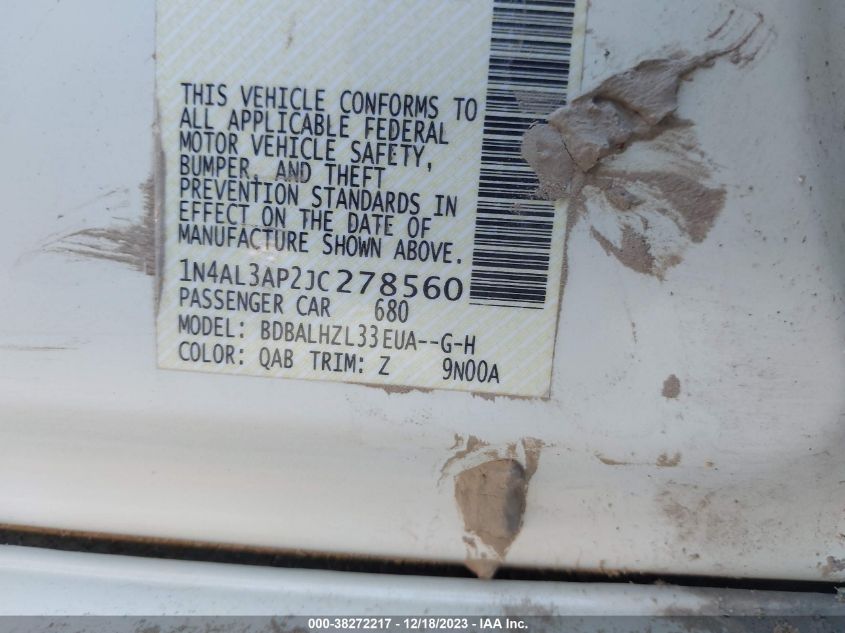 THIS VEHICLE CONFORMS TO
ALL APPLICABLE FEDERAL
MOTOR VEHICLE SAFETY,
BUMPER, AND THEFT
PREVENTION STANDARDS IN
EFFECT ON THE DATE OF
MANUFACTURE SHOWN ABOVE.
1N4AL3AP2JC278560
PASSENGER CAR 680
MODEL: BDBALHZL33EUA--G-H
COLOR: QAB TRIM: Z 9N00A
000-38272217 - 12/18/2023 - IAA Inc.